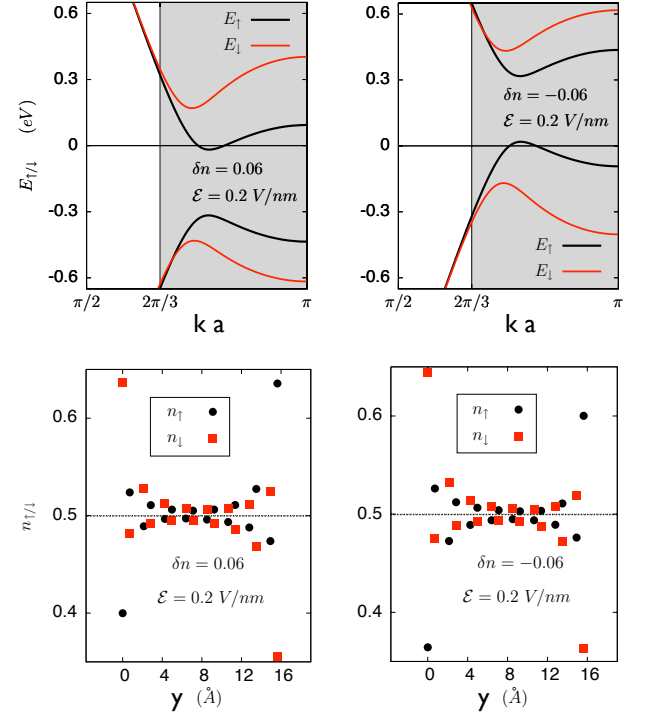 0.6
0.3
0
-0.3
-0.6
E↑/↓ (eV)
E↑
E↓
δn = 0.06
ℰ = 0.2 V/nm
π/2
2π/3
π
k a
0.6
0.3
0
-0.3
-0.6
δn = −0.06
ℰ = 0.2 V/nm
E↑
E↓
π/2
2π/3
π
k a
0.6
0.5
0.4
n↑/↓
n↑
n↓
δn = 0.06
ℰ = 0.2 V/nm
0 4 8 12 16
y (Å)
0.6
0.5
0.4
n↑
n↓
δn = −0.06
ℰ = 0.2 V/nm
0 4 8 12 16
y (Å)